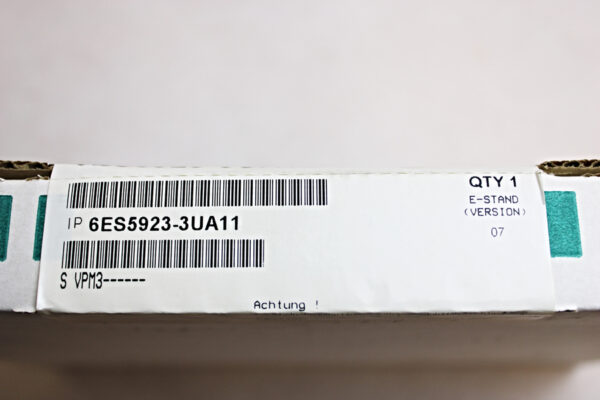 QTY 1
E-STAND
(VERSION)
07
IP 6ES5923-3UA11
S VPM3------
Achtung !